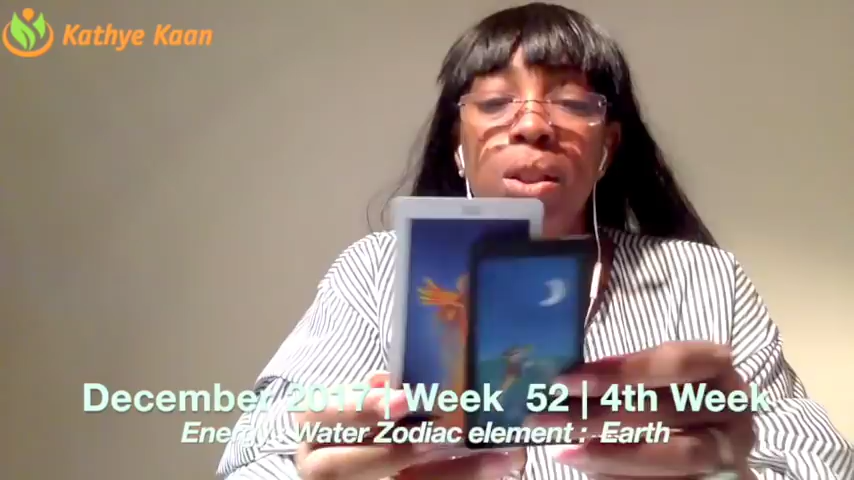 Kathye Kaan
December 2017 | Week 52 | 4th Week
Energy : Water Zodiac element : Earth